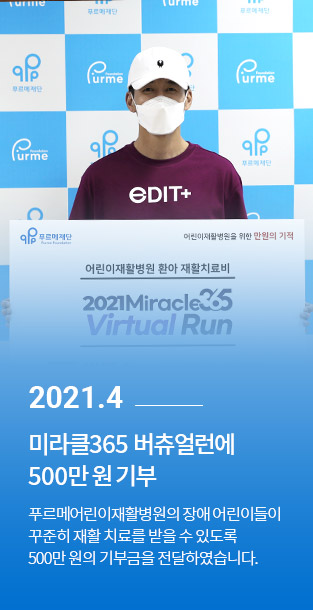 푸르메재단
푸르메재단
푸르메재단
Foundation
Purme
Foundation
Purme
Foundation
Purme
푸르메재단
EDIT+
푸르메재단
Purme Foundation
어린이재활병원을 위한 만원의 기적
어린이재활병원 환아 재활치료비
2021Miracle365
Virtual Run
2021.4
미라클365 버츄얼런에
500만 원 기부
푸르메어린이재활병원의 장애 어린이들이
꾸준히 재활 치료를 받을 수 있도록
500만 원의 기부금을 전달하였습니다.